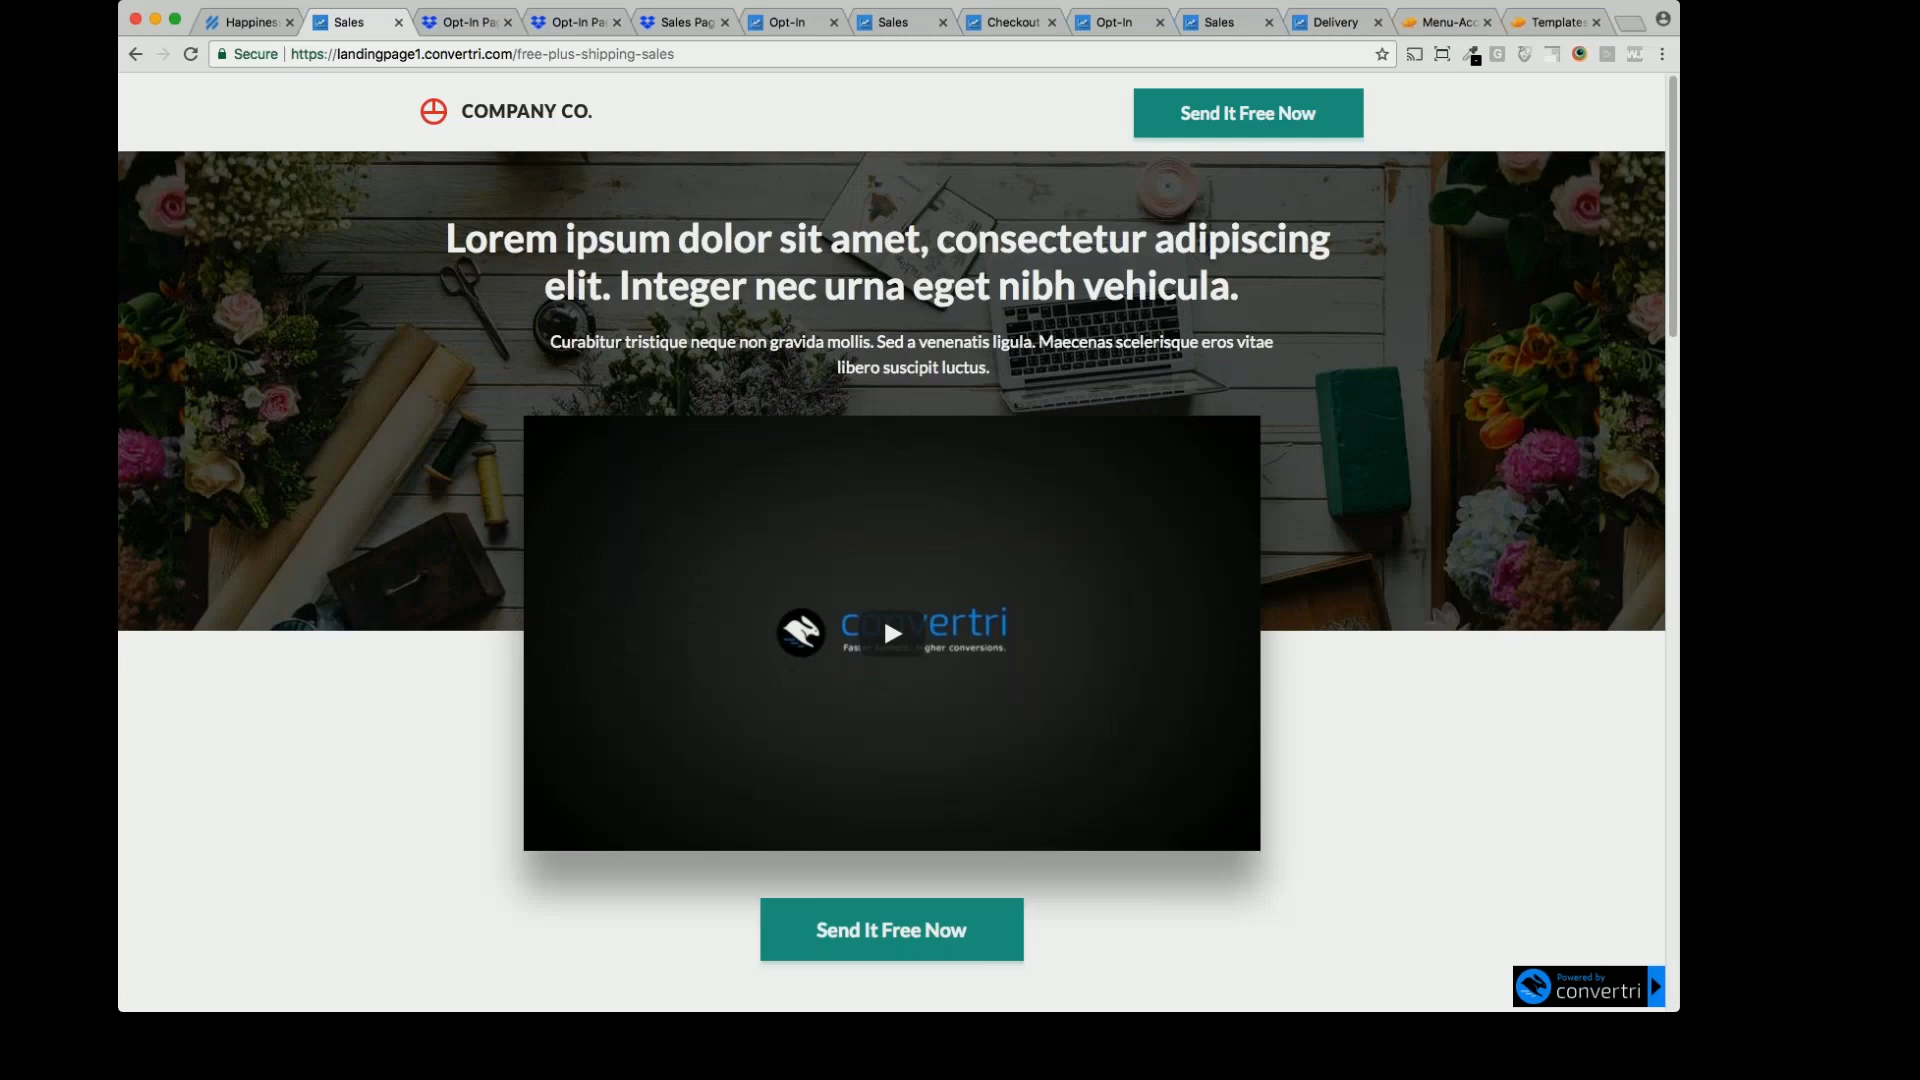 Happines
Sales
Opt-In Pa
Opt-In Pa
Sales Pag
Opt-In
Sales
Checkout
Opt-In
Sales
Delivery
Menu-Acc
Templates
Secure
https://landingpage1.convertri.com/free-plus-shipping-sales
COMPANY CO.
Send It Free Now
Lorem ipsum dolor sit amet, consectetur adipiscing
elit. Integer nec urna eget nibh vehicula.
Curabitur tristique neque non gravida mollis. Sed a venenatis ligula. Maecenas scelerisque eros vitae
libero suscipit luctus.
convertri
higher conversions.
Send It Free Now
Powered by
convertri